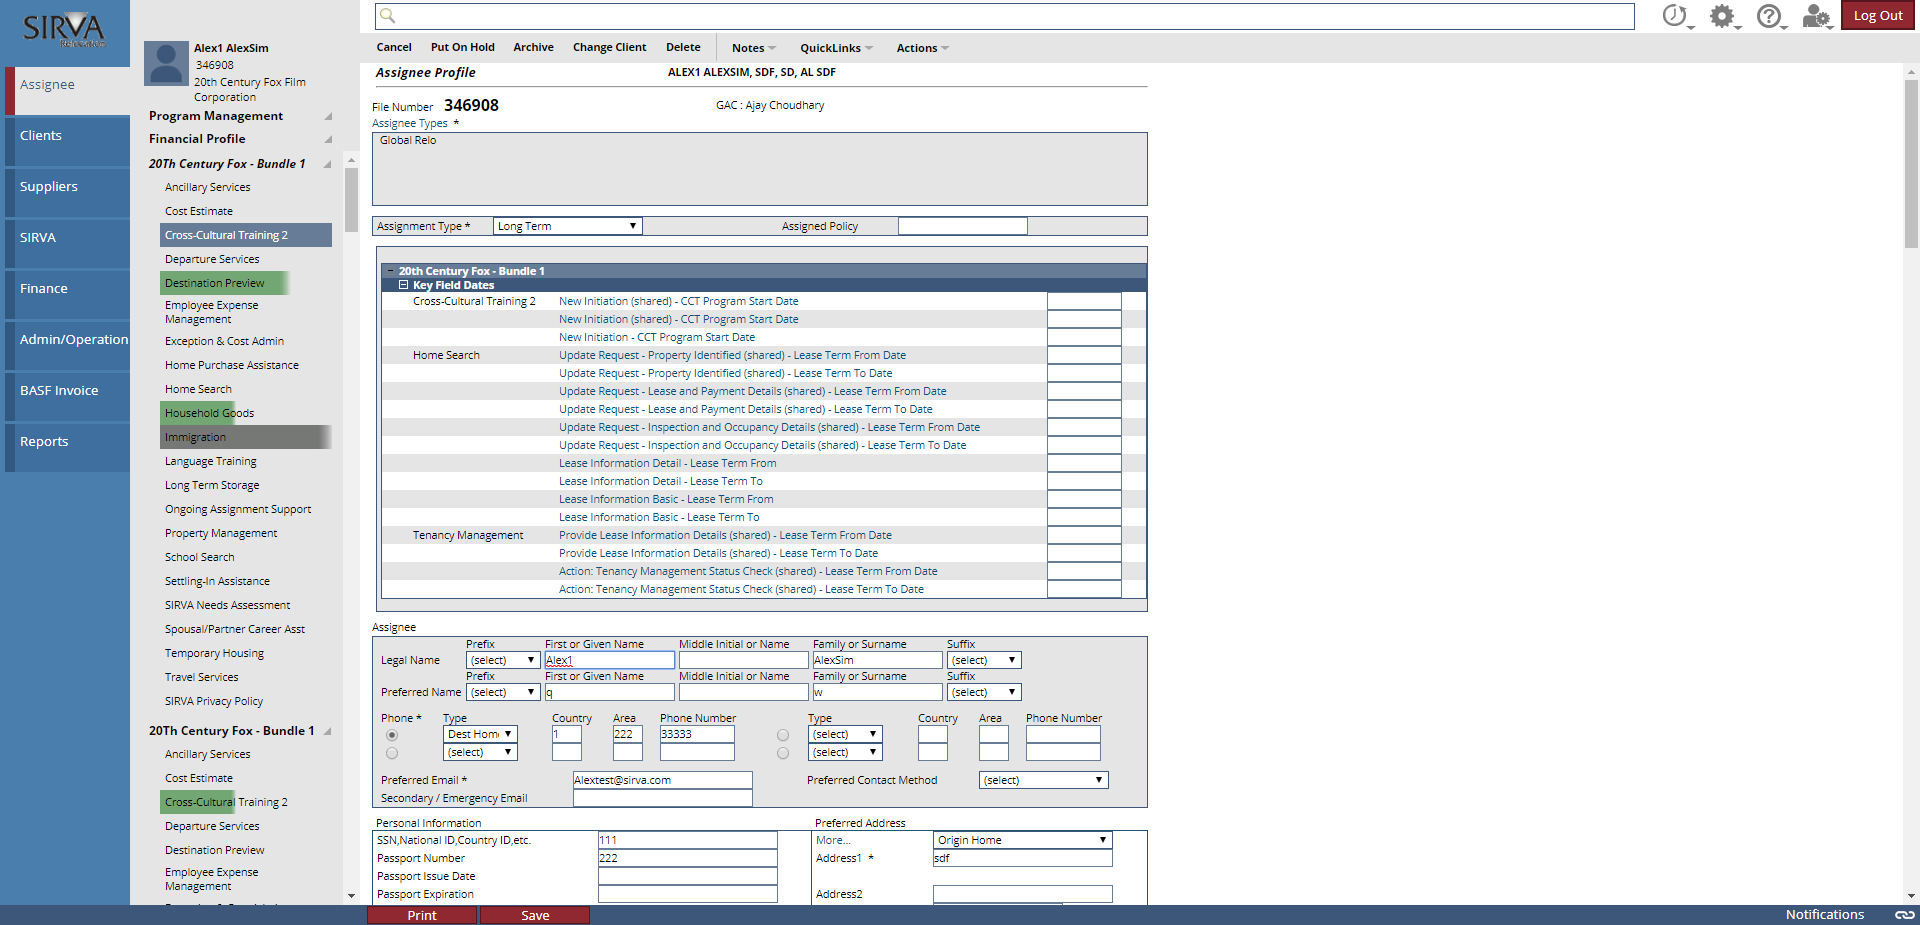 SIRVA
Log Out
Assignee
Clients
Suppliers
SIRVA
Finance
Admin/Operation
BASF Invoice
Reports
Alex1 AlexSim
346908
20th Century Fox Film
Corporation
Program Management
Financial Profile
20Th Century Fox - Bundle 1
Ancillary Services
Cost Estimate
Cross-Cultural Training 2
Departure Services
Destination Preview
Employee Expense
Management
Exception & Cost Admin
Home Purchase Assistance
Home Search
Household Goods
Immigration
Language Training
Long Term Storage
Ongoing Assignment Support
Property Management
School Search
Settling-In Assistance
SIRVA Needs Assessment
Spousal/Partner Career Asst
Temporary Housing
Travel Services
SIRVA Privacy Policy
20Th Century Fox - Bundle 1
Ancillary Services
Cost Estimate
Cross-Cultural Training 2
Departure Services
Destination Preview
Employee Expense
Management
Cancel Put On Hold Archive Change Client Delete Notes QuickLinks Actions
Assignee Profile ALEX1 ALEXSIM, SDF, SD, AL SDF
File Number 346908 GAC : Ajay Choudhary
Assignee Types *
Global Relo
Assignment Type * Long Term Assigned Policy
20th Century Fox - Bundle 1
Key Field Dates
Cross-Cultural Training 2 New Initiation (shared) - CCT Program Start Date
New Initiation (shared) - CCT Program Start Date
New Initiation - CCT Program Start Date
Home Search Update Request - Property Identified (shared) - Lease Term From Date
Update Request - Property Identified (shared) - Lease Term To Date
Update Request - Lease and Payment Details (shared) - Lease Term From Date
Update Request - Lease and Payment Details (shared) - Lease Term To Date
Update Request - Inspection and Occupancy Details (shared) - Lease Term From Date
Update Request - Inspection and Occupancy Details (shared) - Lease Term To Date
Lease Information Detail - Lease Term From
Lease Information Detail - Lease Term To
Lease Information Basic - Lease Term From
Lease Information Basic - Lease Term To
Tenancy Management Provide Lease Information Details (shared) - Lease Term From Date
Provide Lease Information Details (shared) - Lease Term To Date
Action: Tenancy Management Status Check (shared) - Lease Term From Date
Action: Tenancy Management Status Check (shared) - Lease Term To Date
Assignee
Prefix First or Given Name Middle Initial or Name Family or Surname Suffix
Legal Name (select) Alex1 AlexSim (select)
Prefix First or Given Name Middle Initial or Name Family or Surname Suffix
Preferred Name (select) q w (select)
Phone * Type Country Area Phone Number Type Country Area Phone Number
Dest Hom 1 222 33333 (select)
(select) (select)
Preferred Email * Alextest@sirva.com Preferred Contact Method (select)
Secondary / Emergency Email
Personal Information Preferred Address
SSN,National ID,Country ID,etc. 111 More... Origin Home
Passport Number 222 Address1 * sdf
Passport Issue Date
Passport Expiration Address2
Print Save Notifications